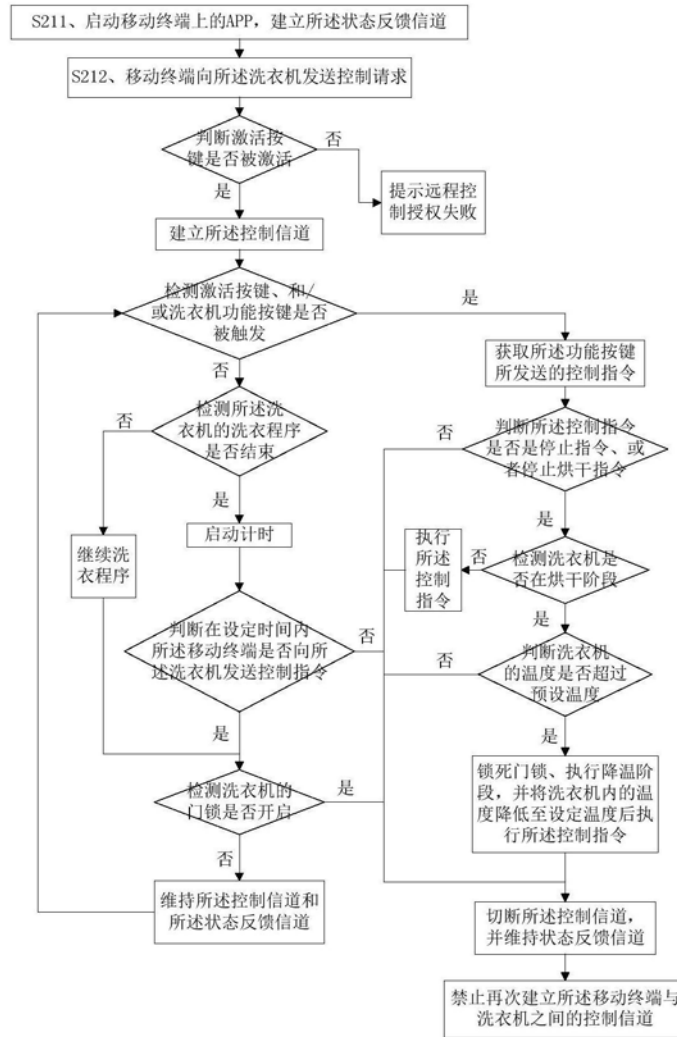 S211、启动移动终端上的APP，建立所述状态反馈信道
S212、移动终端向所述洗衣机发送控制请求
判断激活按
键是否被激活
否
是
提示远程控
制授权失败
建立所述控制信道
检测激活按键、和/
或洗衣机功能按键是否
被触发
是
否
获取所述功能按键
所发送的控制指令
检测所述洗
衣机的洗衣程序
是否结束
否
是
判断所述控制指令
是否是停止指令、或
者停止烘干指令
否
是
启动计时
继续洗
衣程序
执行
所述
控制
指令
否
检测洗衣机是
否在烘干阶段
是
判断在设定时间内
所述移动终端是否向所
述洗衣机发送控制指令
否
是
判断洗衣机
的温度是否超过
预设温度
否
是
检测洗衣机的
门锁是否开启
是
否
锁死门锁、执行降温阶
段，并将洗衣机内的温
度降低至设定温度后执
行所述控制指令
维持所述控制信道和
所述状态反馈信道
切断所述控制信道，
并维持状态反馈信道
禁止再次建立所述移动终端与
洗衣机之间的控制信道